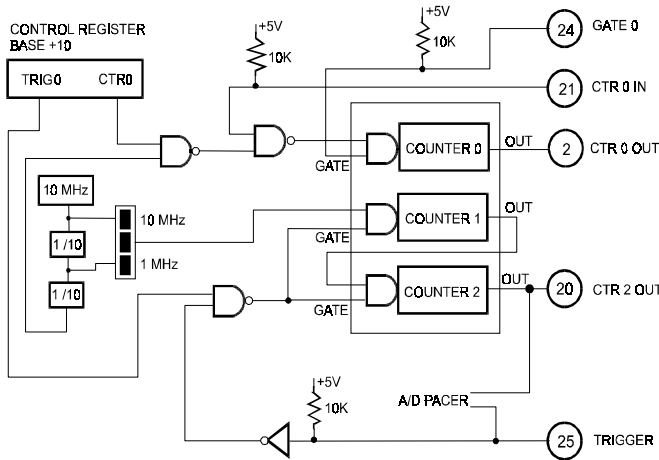 CONTROL REGISTER
BASE +10
TRIG0 CTR0
+5V
10K
+5V
10K
24 GATE 0
21 CTR 0 IN
GATE
COUNTER 0
OUT
2 CTR 0 OUT
10 MHz
1 /10
1 /10
10 MHz
1 MHz
GATE
COUNTER 1
OUT
GATE
COUNTER 2
OUT
20 CTR 2 OUT
+5V
10K
A/D PACER
25 TRIGGER